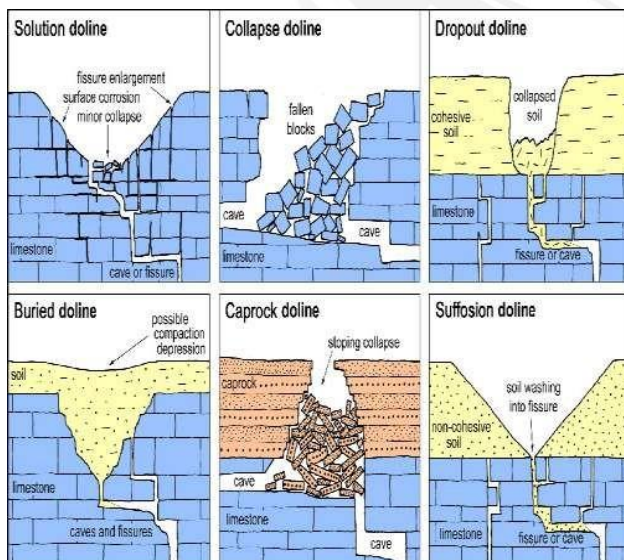 Solution doline
fissure enlargement
surface corrosion
minor collapse
limestone
cave or fissure
Collapse doline
fallen
blocks
cave
cave
limestone
Dropout doline
collapsed
soil
cohesive
soil
limestone
fissure or cave
Buried doline
possible
compaction
depression
soil
limestone
caves and fissures
Caprock doline
stoping collapse
caprock
cave
limestone
cave
Suffosion doline
soil washing
into fissure
non-cohesive
soil
limestone
fissure or cave